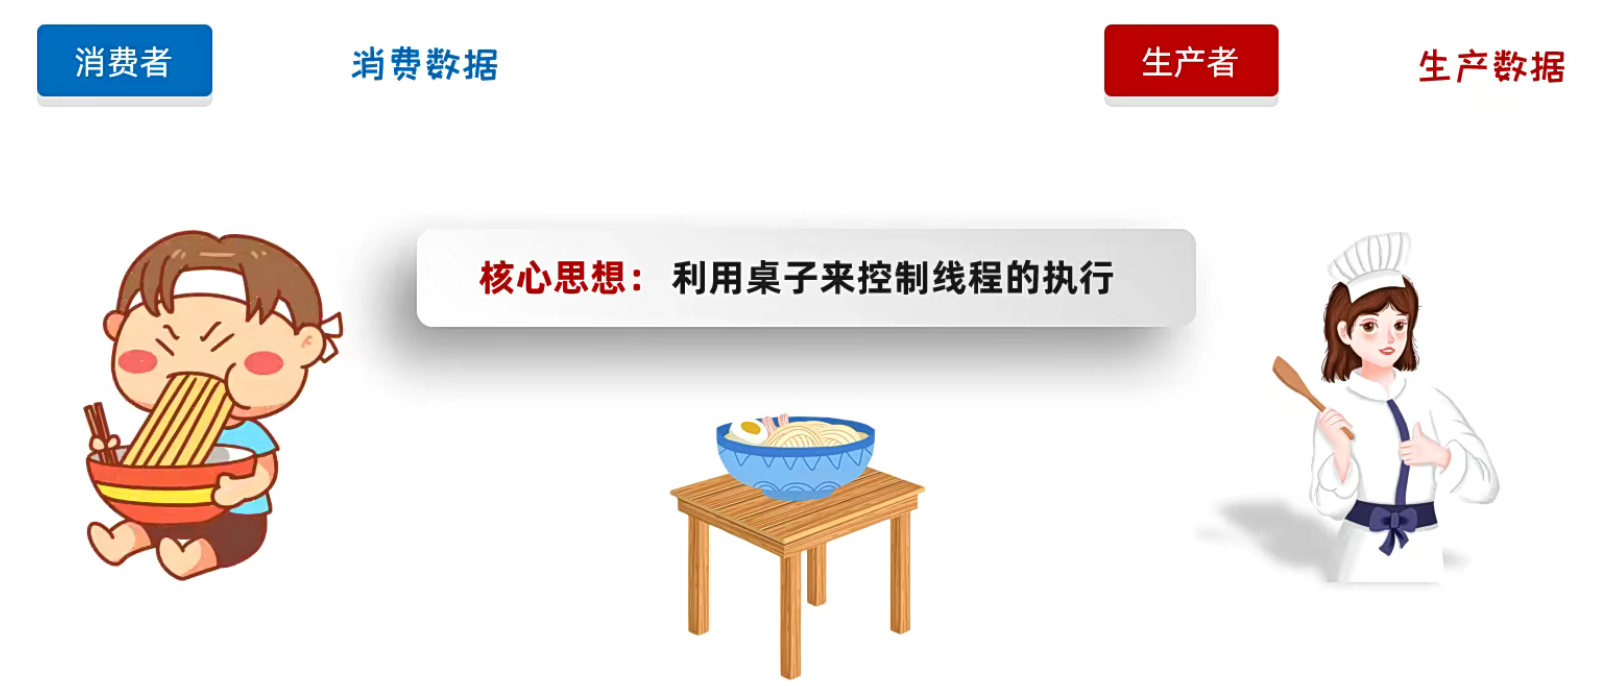 消费者
消费数据
生产者
生产数据
核心思想： 利用桌子来控制线程的执行